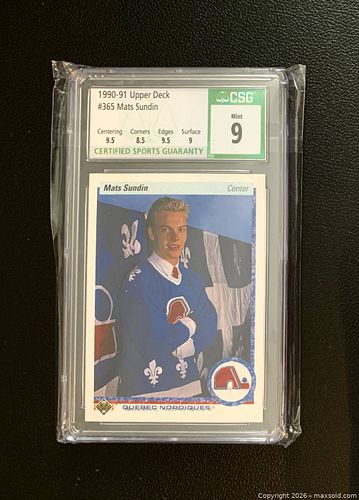 1990-91 Upper Deck
#365 Mats Sundin
CSG
Mint
9
Centering Corners Edges Surface
9.5 8.5 9.5 9
CERTIFIED SPORTS GUARANTY
Mats Sundin Center
QUEBEC NORDIQUES
Copyright 2026 - maxsold.com